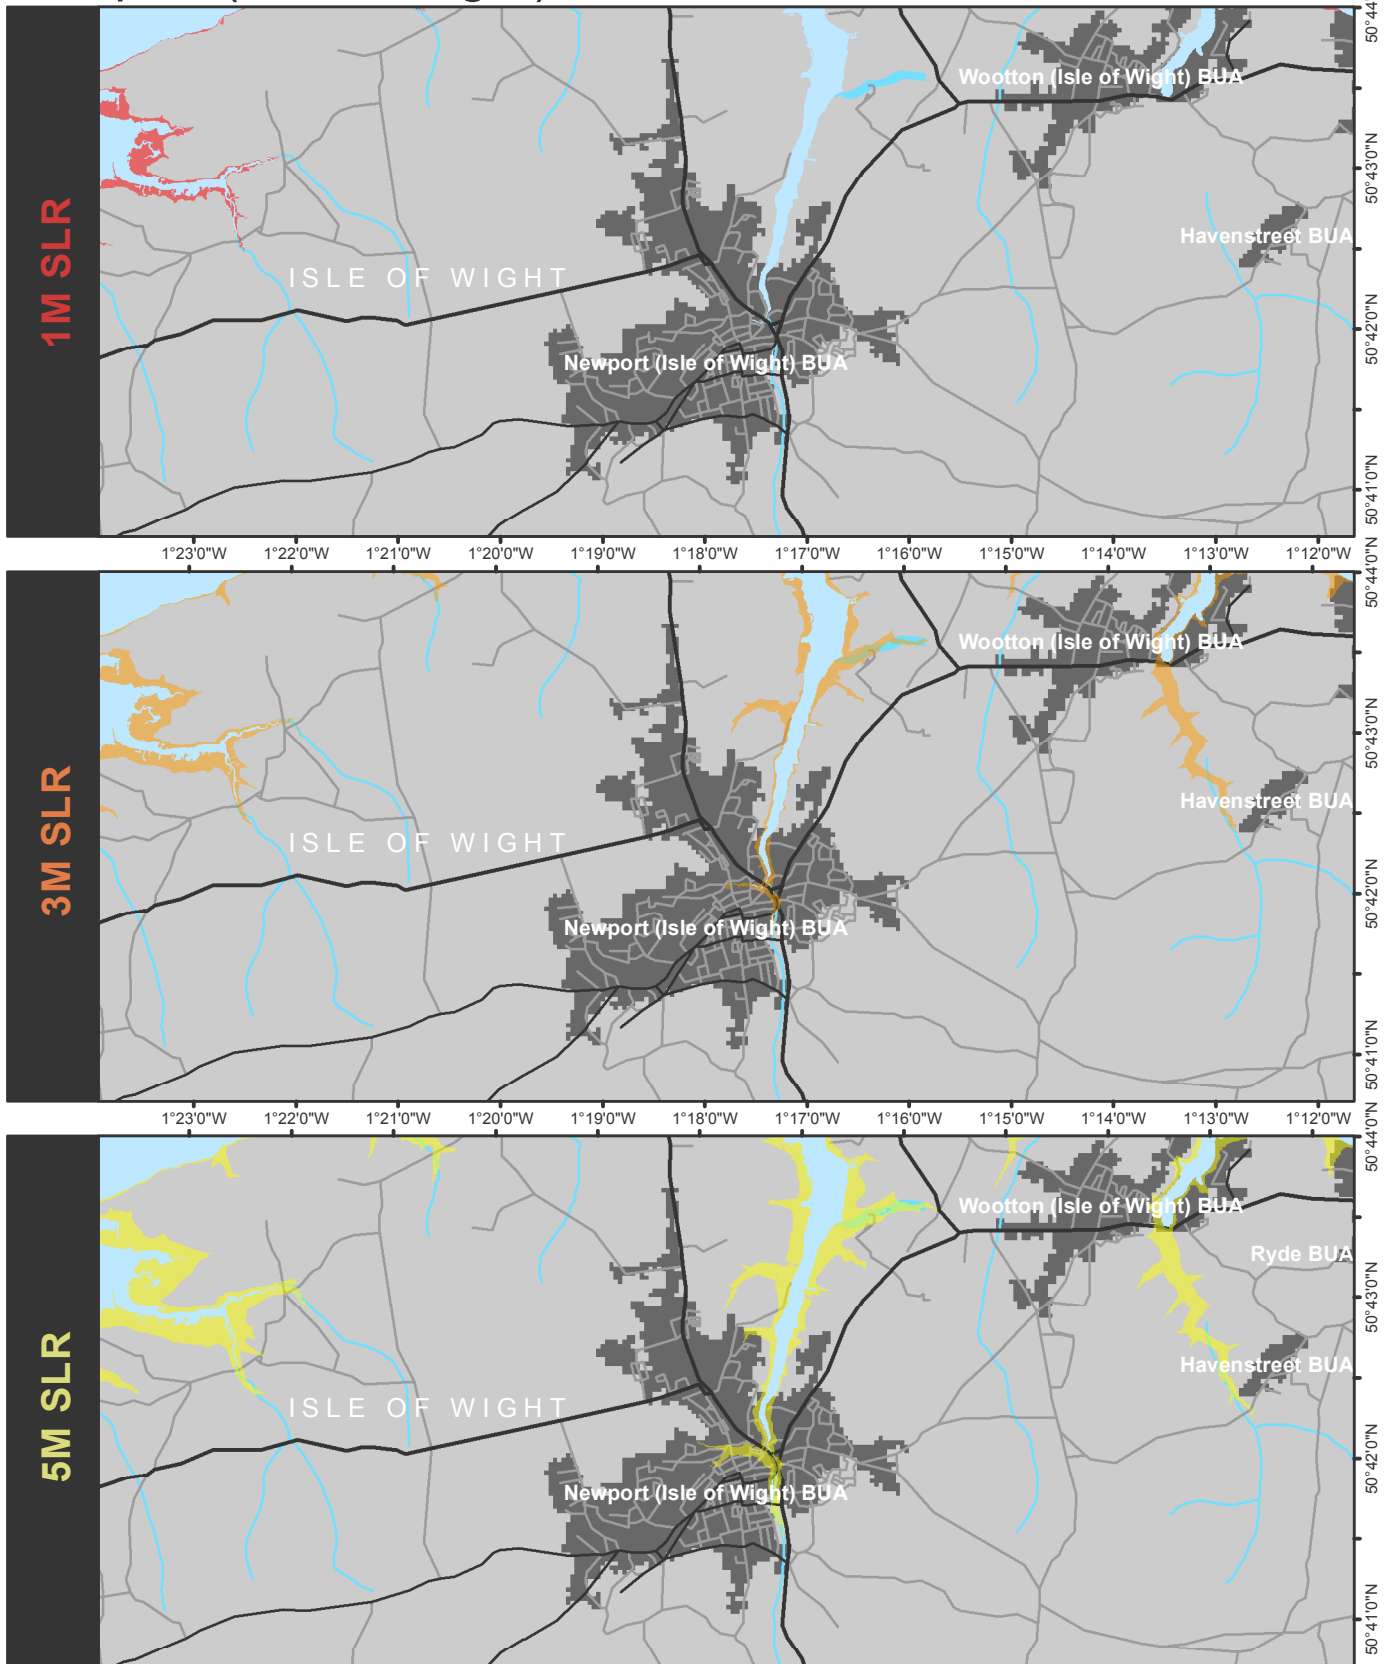 1M SLR
Wootton (Isle of Wight) BUA
Havenstreet BUA
ISLE OF WIGHT
Newport (Isle of Wight) BUA
50°44'
50°43'0"N
50°42'0"N
50°41'0"N
1°23'0"W 1°22'0"W 1°21'0"W 1°20'0"W 1°19'0"W 1°18'0"W 1°17'0"W 1°16'0"W 1°15'0"W 1°14'0"W 1°13'0"W 1°12'0"W
3M SLR
Wootton (Isle of Wight) BUA
Havenstreet BUA
ISLE OF WIGHT
Newport (Isle of Wight) BUA
50°44'0"N
50°43'0"N
50°42'0"N
50°41'0"N
1°23'0"W 1°22'0"W 1°21'0"W 1°20'0"W 1°19'0"W 1°18'0"W 1°17'0"W 1°16'0"W 1°15'0"W 1°14'0"W 1°13'0"W 1°12'0"W
5M SLR
Wootton (Isle of Wight) BUA
Ryde BUA
Havenstreet BUA
ISLE OF WIGHT
Newport (Isle of Wight) BUA
50°44'0"N
50°43'0"N
50°42'0"N
50°41'0"N